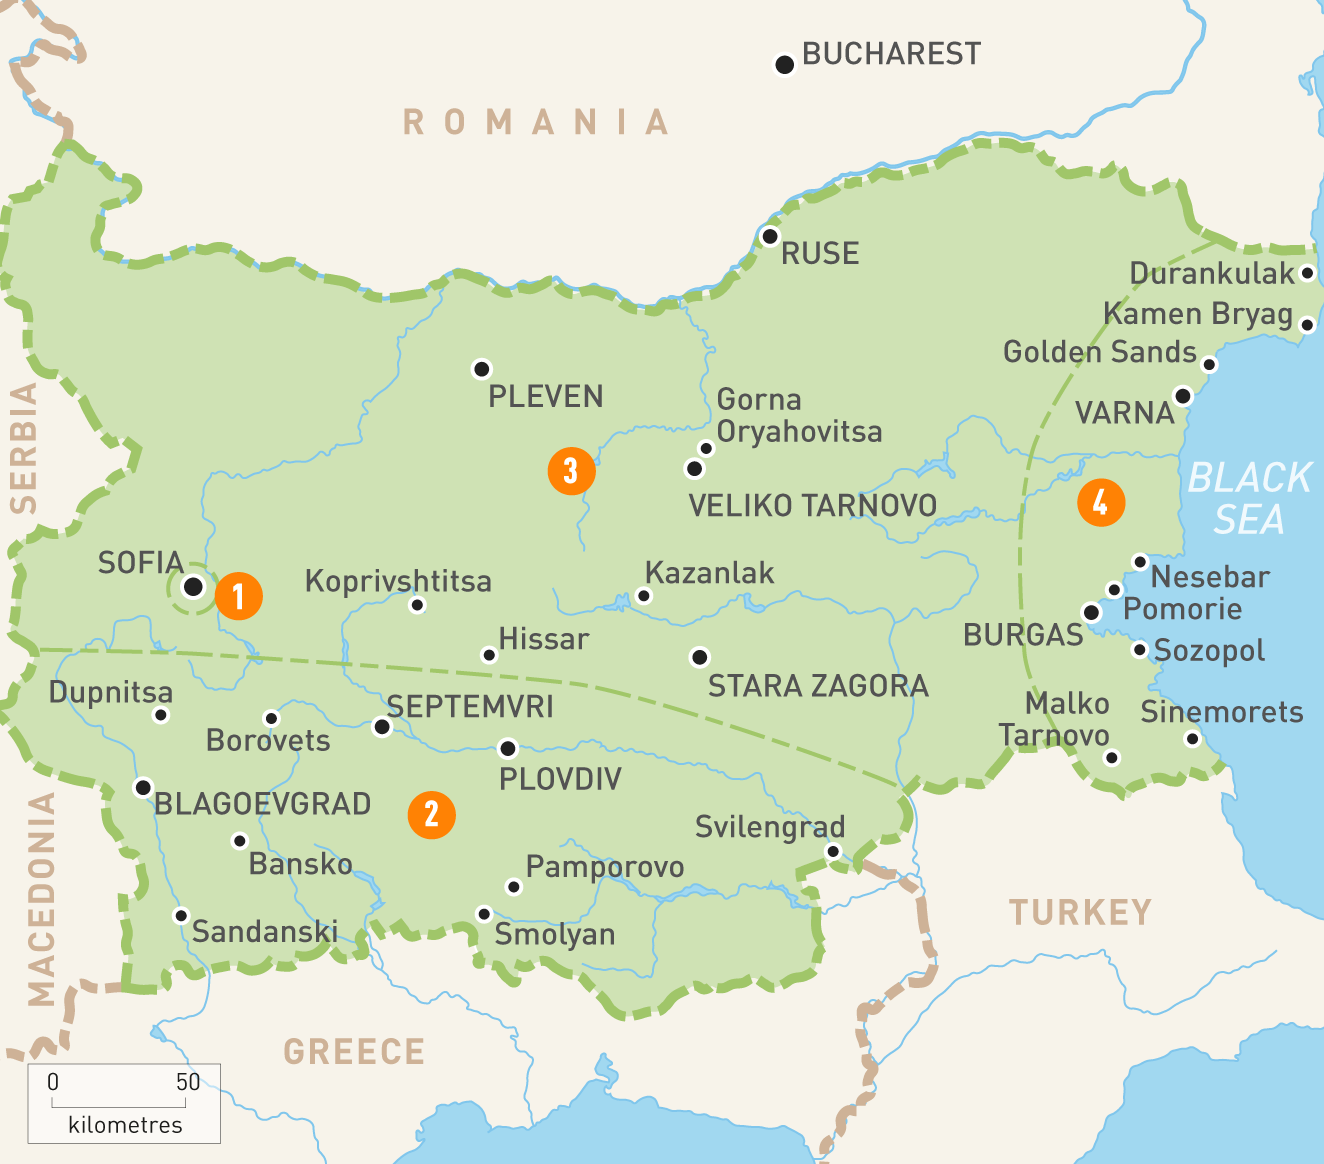 BUCHAREST
ROMANIA
RUSE
Durankulak
Kamen Bryag
Golden Sands
VARNA
SERBIA
PLEVEN
Gorna
Oryahovitsa
3
VELIKO TARNOVO
BLACK
SEA
4
SOFIA
1
Koprivshtitsa
Kazanlak
Nesebar
Pomorie
BURGAS
Hissar
Sozopol
STARA ZAGORA
Dupnitsa
SEPTEMVRI
Malko
Tarnovo
Sinemorets
Borovets
PLOVDIV
BLAGOEVGRAD
2
Svilengrad
Bansko
Pamporovo
MACEDONIA
Sandanski
Smolyan
TURKEY
GREECE
0 50
kilometres